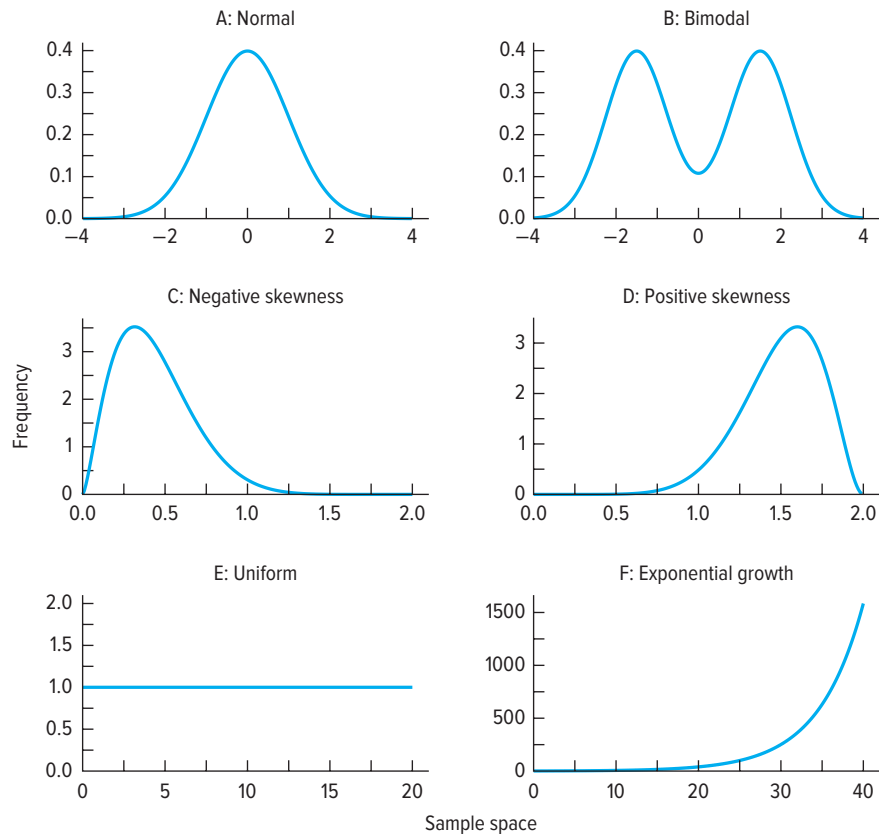 A: Normal
0.4
0.3
0.2
0.1
0.0
−4 −2 0 2 4
B: Bimodal
0.4
0.3
0.2
0.1
0.0
−4 −2 0 2 4
C: Negative skewness
3
2
1
0
0.0 0.5 1.0 1.5 2.0
D: Positive skewness
3
2
1
0
0.0 0.5 1.0 1.5 2.0
Frequency
E: Uniform
2.0
1.5
1.0
0.5
0.0
0 5 10 15 20
F: Exponential growth
1500
1000
500
0
0 10 20 30 40
Sample space